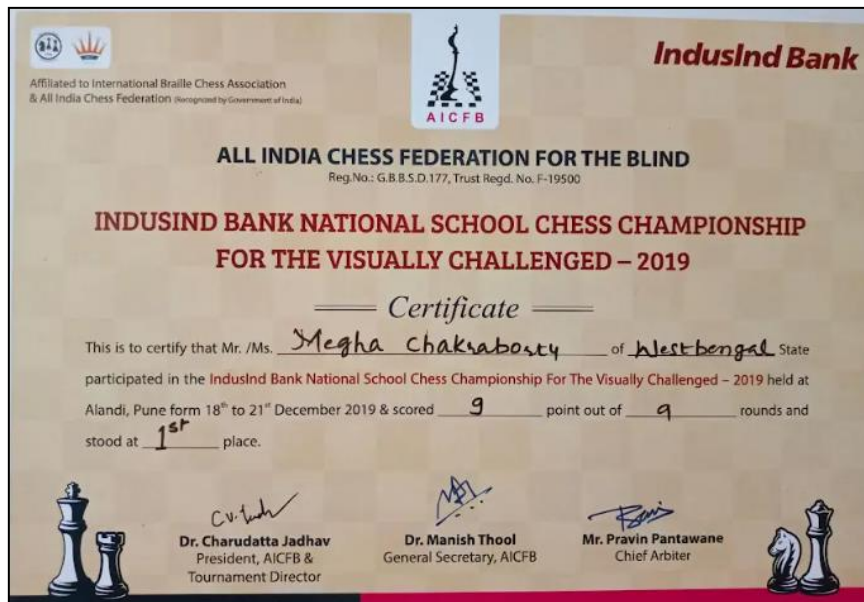 IndusInd Bank
Affiliated to International Braille Chess Association
& All India Chess Federation (Recognized by Government of India)
AICFB
ALL INDIA CHESS FEDERATION FOR THE BLIND
Reg.No.: G.B.B.S.D.177, Trust Regd. No. F-19500
INDUSIND BANK NATIONAL SCHOOL CHESS CHAMPIONSHIP
FOR THE VISUALLY CHALLENGED – 2019
Certificate
This is to certify that Mr. /Ms. Megha Chakraborty of Westbengal State
participated in the IndusInd Bank National School Chess Championship For The Visually Challenged – 2019 held at
Alandi, Pune form 18th to 21st December 2019 & scored 9 point out of 9 rounds and
stood at 1st place.
Dr. Charudatta Jadhav
President, AICFB &
Tournament Director
Dr. Manish Thool
General Secretary, AICFB
Mr. Pravin Pantawane
Chief Arbiter